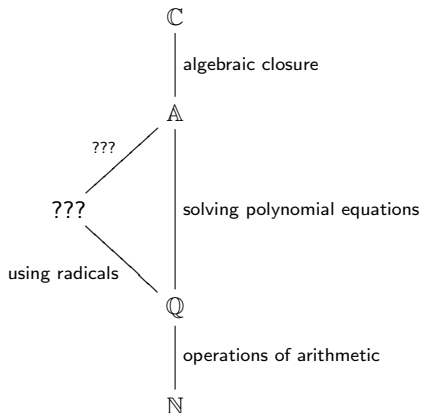 ℂ
algebraic closure
𝔸
???
???
solving polynomial equations
using radicals
ℚ
operations of arithmetic
ℕ